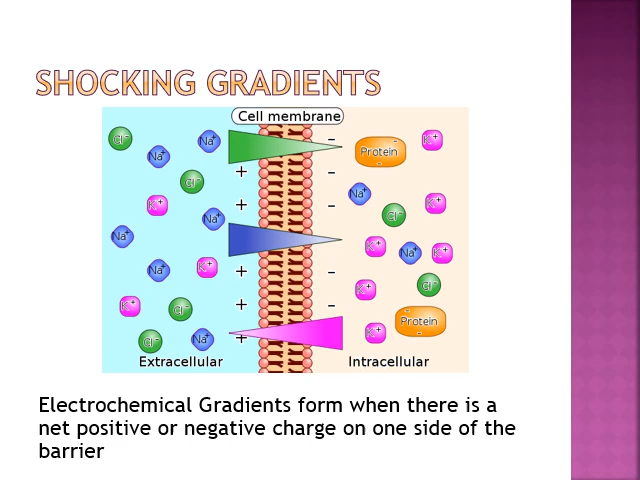 SHOCKING GRADIENTS
Cell membrane
Cl⁻
Na⁺
Na⁺
Cl⁻
K⁺
Na⁺
Na⁺
Na⁺
K⁺
K⁺
Cl⁻
Cl⁻
Na⁺
+
+
+
+
+
–
–
–
–
–
Protein
-
-
K⁺
Na⁺
K⁺
Cl⁻
K⁺
Na⁺
K⁺
K⁺
Cl⁻
Protein
-
-
K⁺
Extracellular
Intracellular
Electrochemical Gradients form when there is a
net positive or negative charge on one side of the
barrier